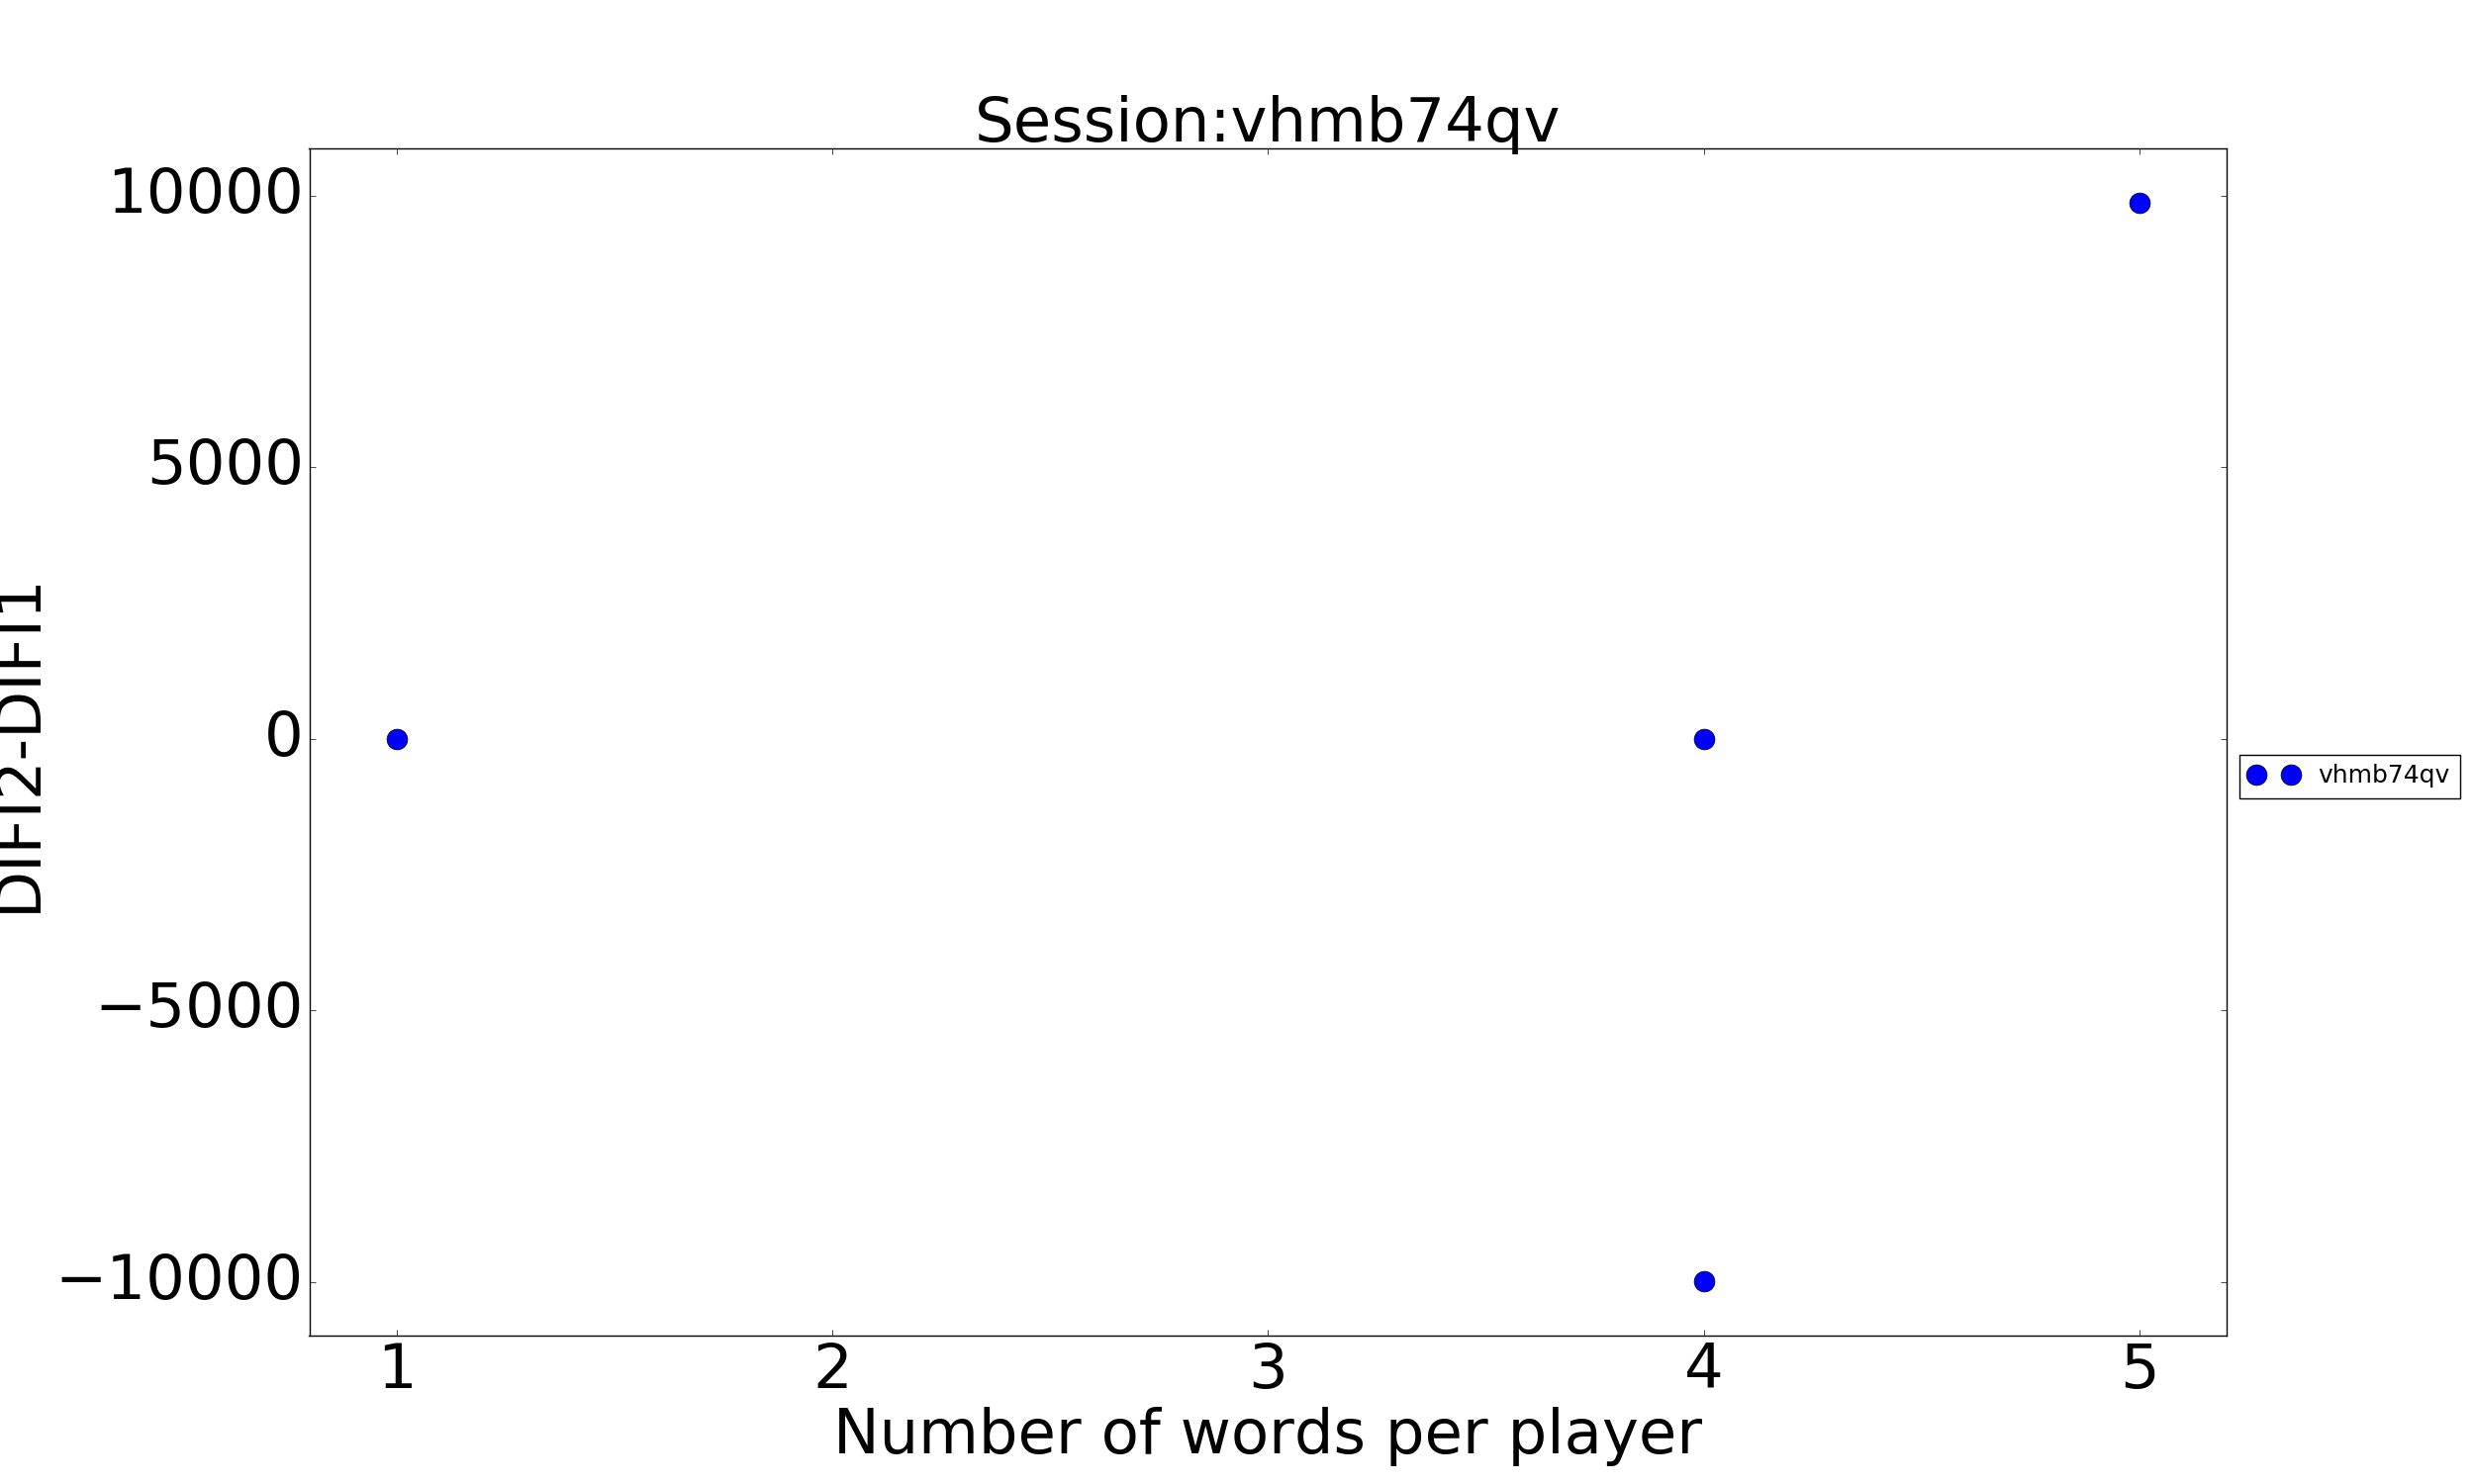 Session:vhmb74qv
10000
5000
0
−5000
−10000
DIFI2-DIFI1
1 2 3 4 5
Number of words per player
vhmb74qv